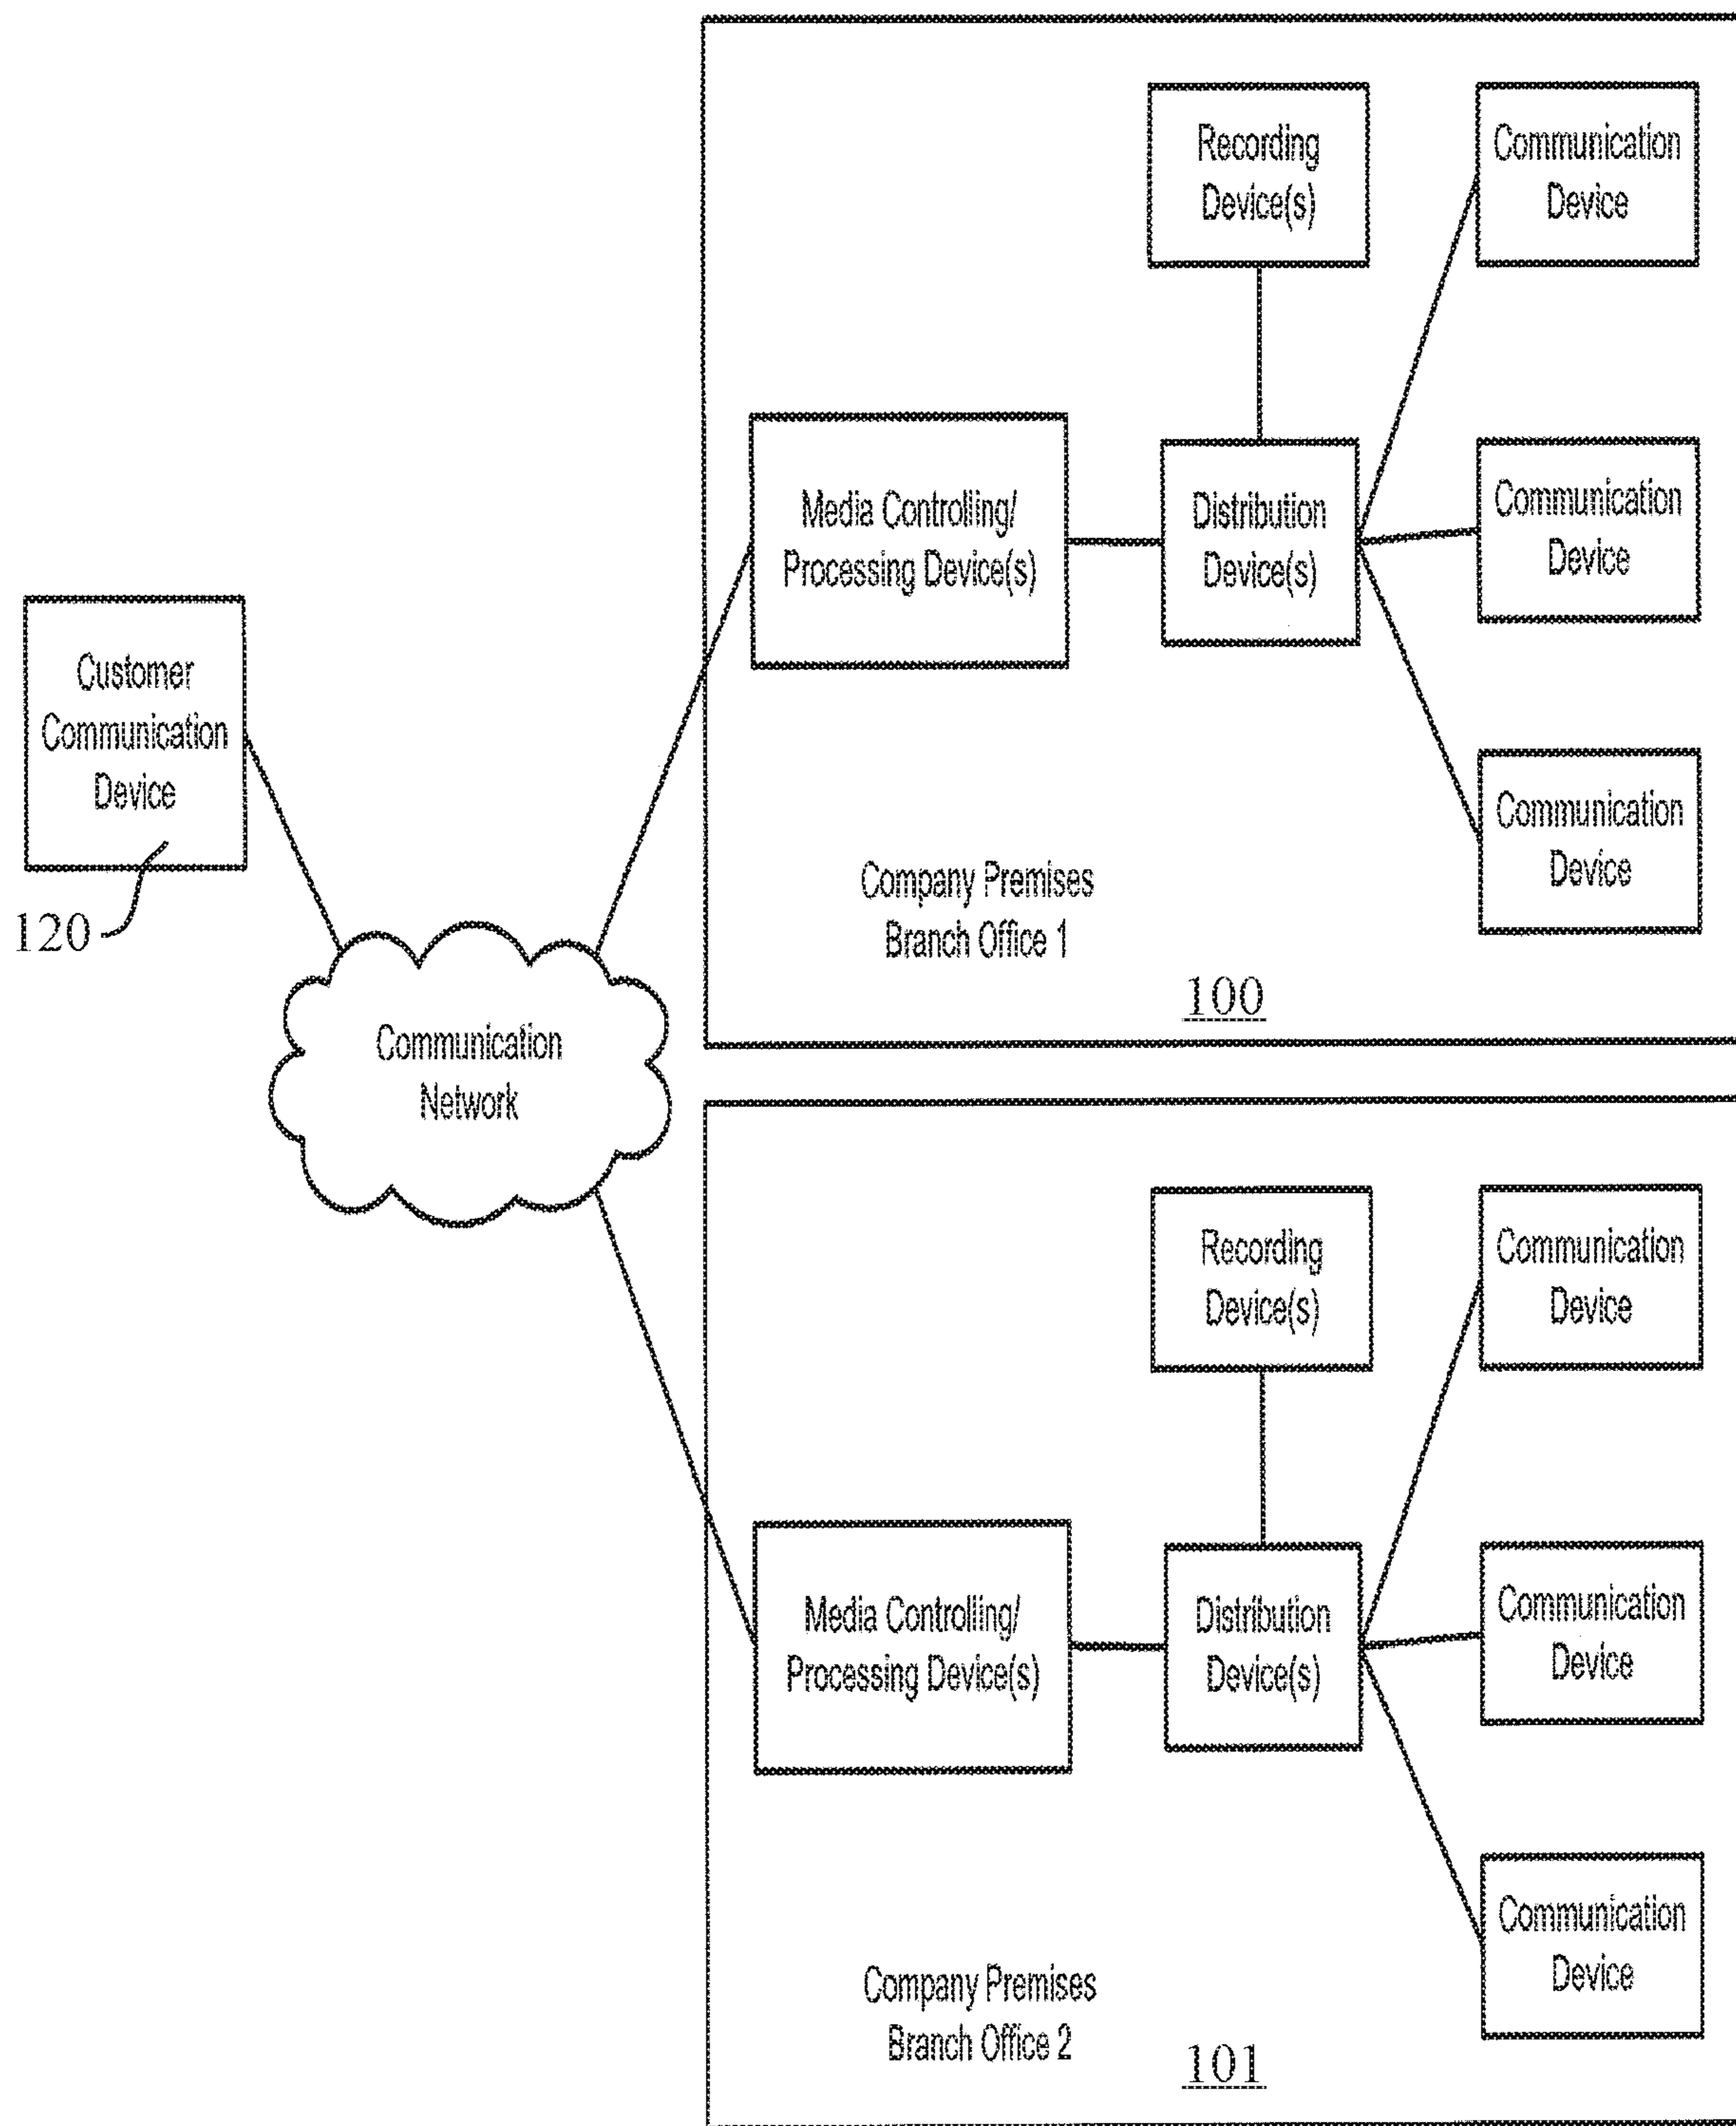 Recording
Device(s)
Communication
Device
Media Controlling/
Processing Device(s)
Distribution
Device(s)
Communication
Device
Customer
Communication
Device
120
Communication
Device
Company Premises
Branch Office 1
100
Communication
Network
Recording
Device(s)
Communication
Device
Media Controlling/
Processing Device(s)
Distribution
Device(s)
Communication
Device
Communication
Device
Company Premises
Branch Office 2
101